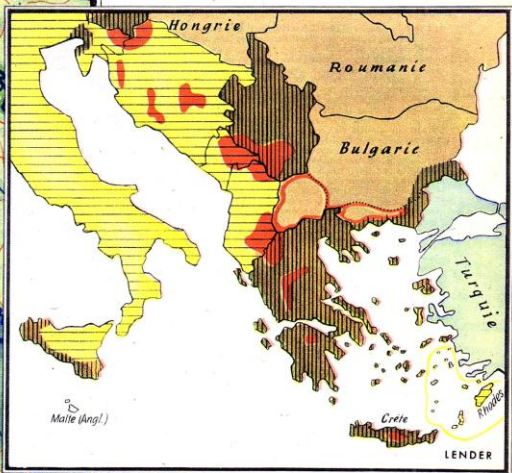 Hongrie
Roumanie
Bulgarie
Turquie
Rhodes
Malte (Angl.)
Crète
LENDER